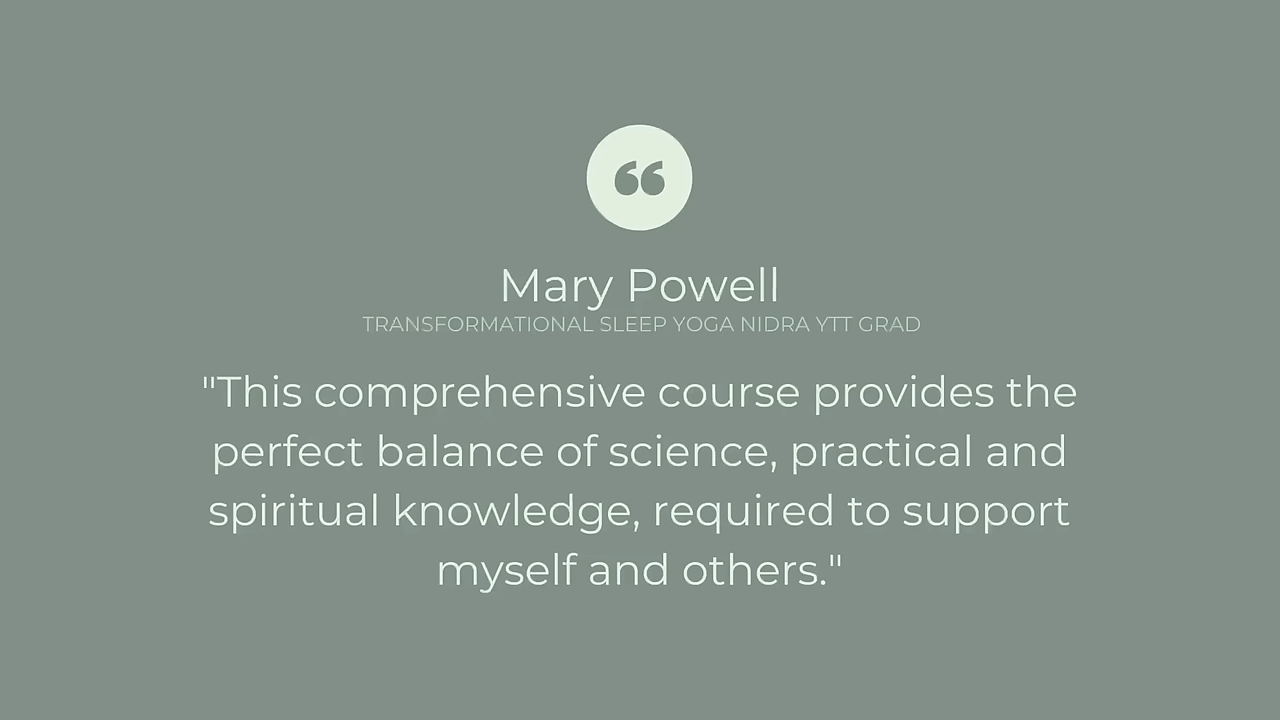 ❝
Mary Powell
TRANSFORMATIONAL SLEEP YOGA NIDRA YTT GRAD
"This comprehensive course provides the
perfect balance of science, practical and
spiritual knowledge, required to support
myself and others."